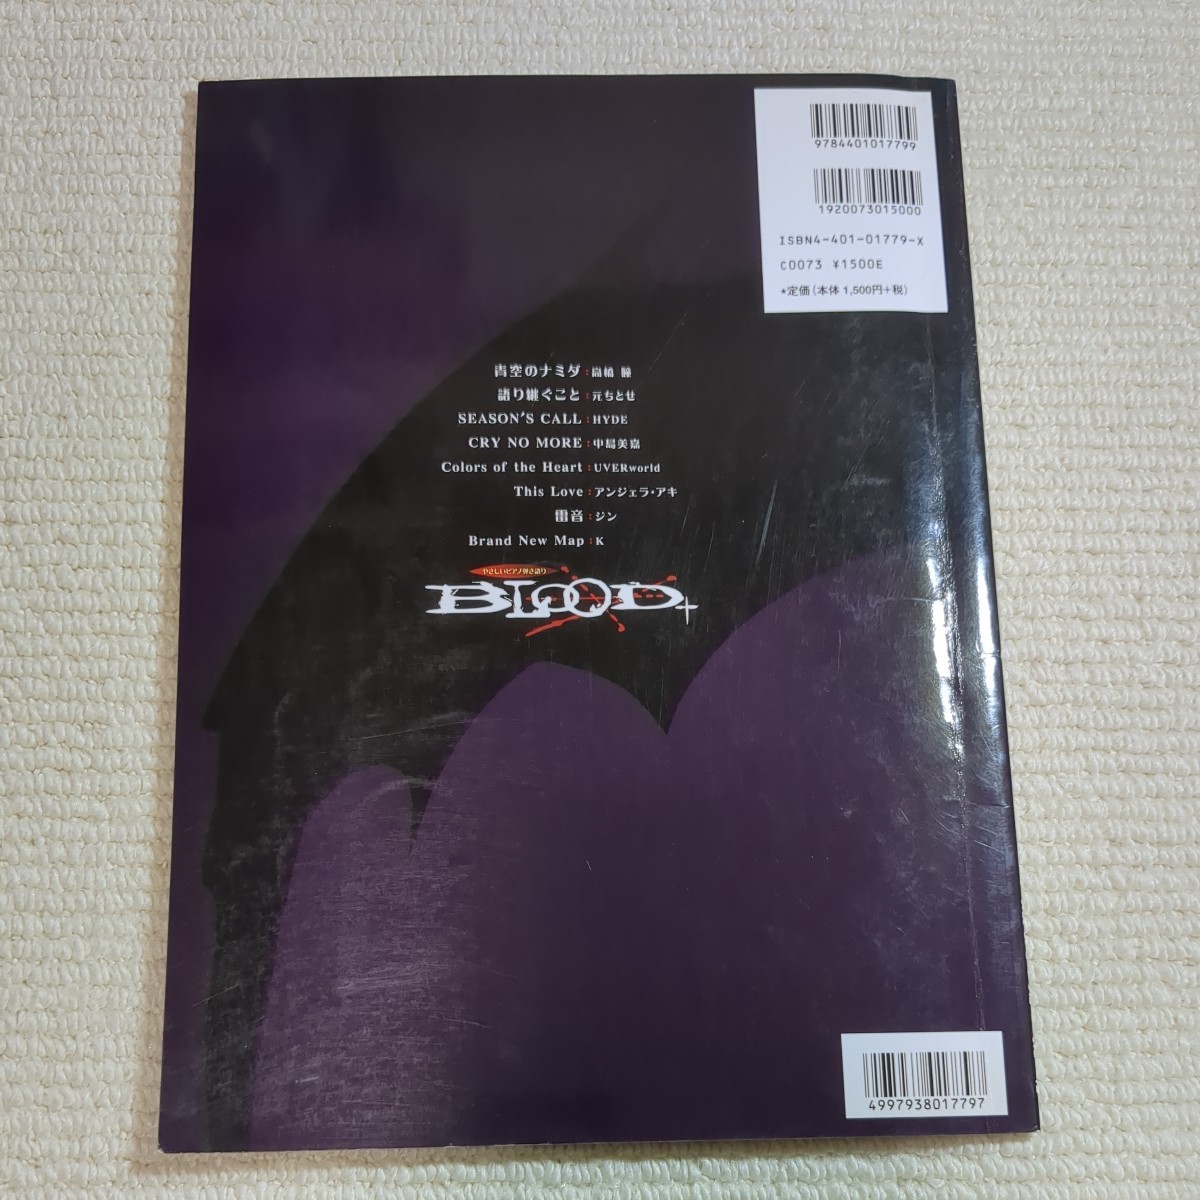 9784401017799
1920073015000
ISBN4-401-01779-X
C0073 ¥1500E
*定価(本体1,500円+税)
青空のナミダ:高橋 瞳
語り継ぐこと:元ちとせ
SEASON'S CALL:HYDE
CRY NO MORE:中島美嘉
Colors of the Heart:UVERworld
This Love:アンジェラ・アキ
雷音:ジン
Brand New Map:K
やさしいピアノ弾き語り
BLOOD+
4997938017797